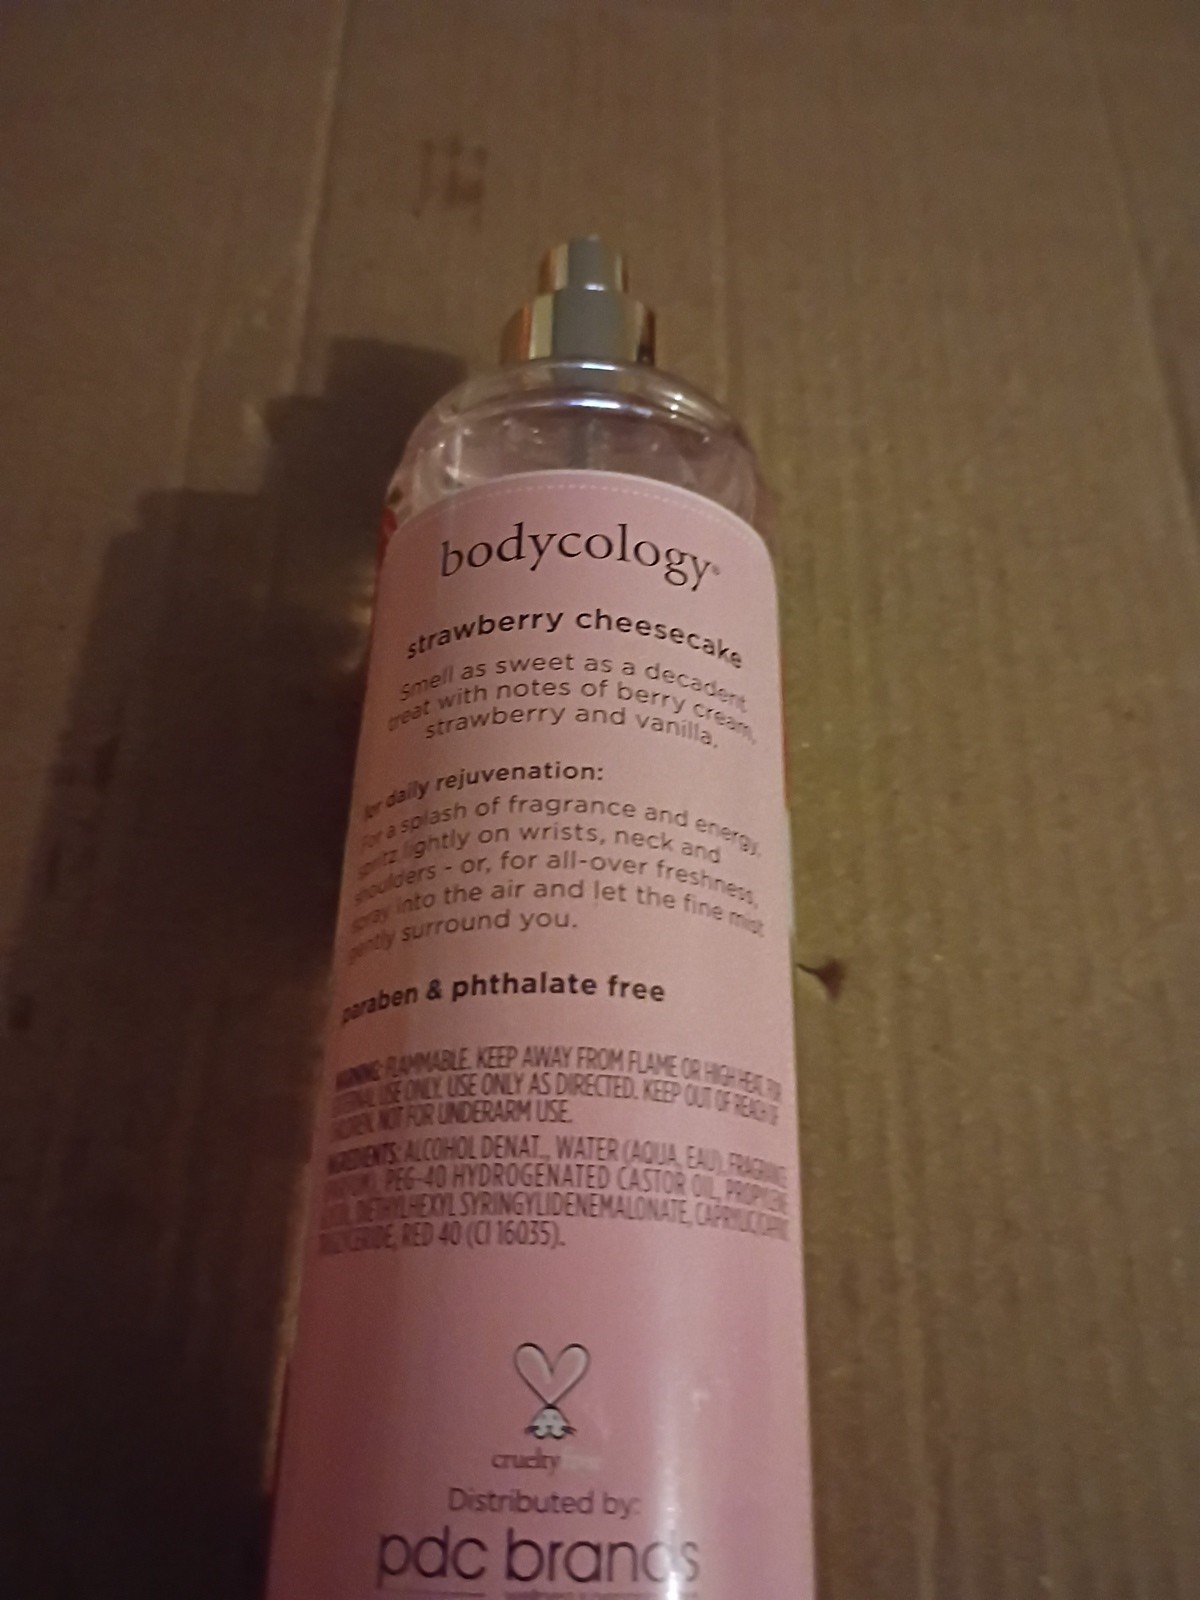 bodycology®
strawberry cheesecake
Smell as sweet as a decadent
treat with notes of berry cream,
strawberry and vanilla.
for daily rejuvenation:
For a splash of fragrance and energy,
spritz lightly on wrists, neck and
shoulders - or, for all-over freshness,
spray into the air and let the fine mist
gently surround you.
paraben & phthalate free
WARNING: FLAMMABLE. KEEP AWAY FROM FLAME OR HIGH HEAT. FOR
EXTERNAL USE ONLY. USE ONLY AS DIRECTED. KEEP OUT OF REACH OF
CHILDREN. NOT FOR UNDERARM USE.
INGREDIENTS: ALCOHOL DENAT., WATER (AQUA, EAU), FRAGRANCE
(PARFUM), PEG-40 HYDROGENATED CASTOR OIL, PROPYLENE
GLYCOL, DIETHYLHEXYL SYRINGYLIDENEMALONATE, CAPRYLIC/CAPRIC
TRIGLYCERIDE, RED 40 (CI 16035).
cruelty free
Distributed by:
pdc brands